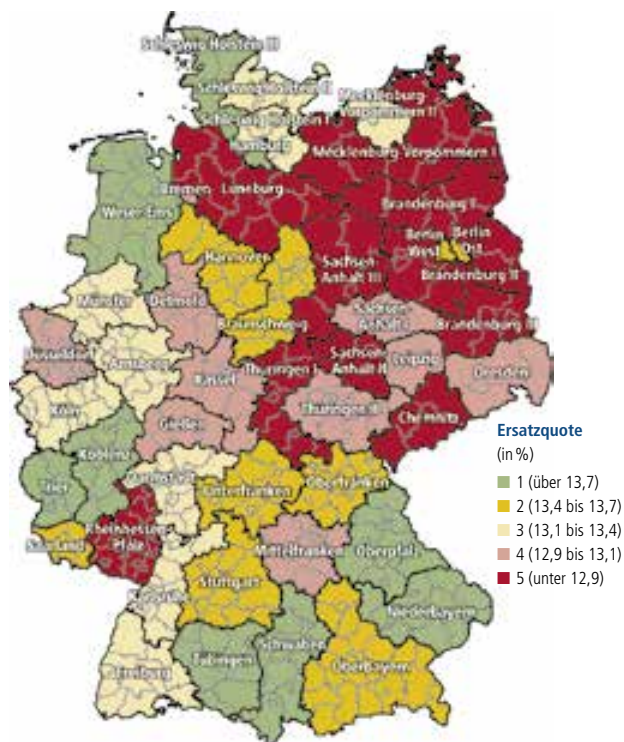 Schleswig Holstein III
Schleswig Holstein II
Mecklenburg-
Vorpommern II
Schleswig Holstein I
Hamburg
Mecklenburg-Vorpommern I
Bremen
Lüneburg
Weser-Ems
Brandenburg I
Berlin
West
Berlin
Ost
Hannover
Sachsen-
Anhalt III
Brandenburg II
Münster
Detmold
Braunschweig
Sachsen-
Anhalt I
Brandenburg III
Düsseldorf
Arnsberg
Kassel
Thüringen I
Sachsen-
Anhalt II
Leipzig
Dresden
Köln
Gießen
Thüringen II
Chemnitz
Koblenz
Trier
Darmstadt
Unterfranken
Oberfranken
Rheinhessen-
Pfalz
Saarland
Mittelfranken
Oberpfalz
Stuttgart
Karlsruhe
Niederbayern
Schwaben
Freiburg
Tübingen
Oberbayern
Ersatzquote
(in %)
1 (über 13,7)
2 (13,4 bis 13,7)
3 (13,1 bis 13,4)
4 (12,9 bis 13,1)
5 (unter 12,9)